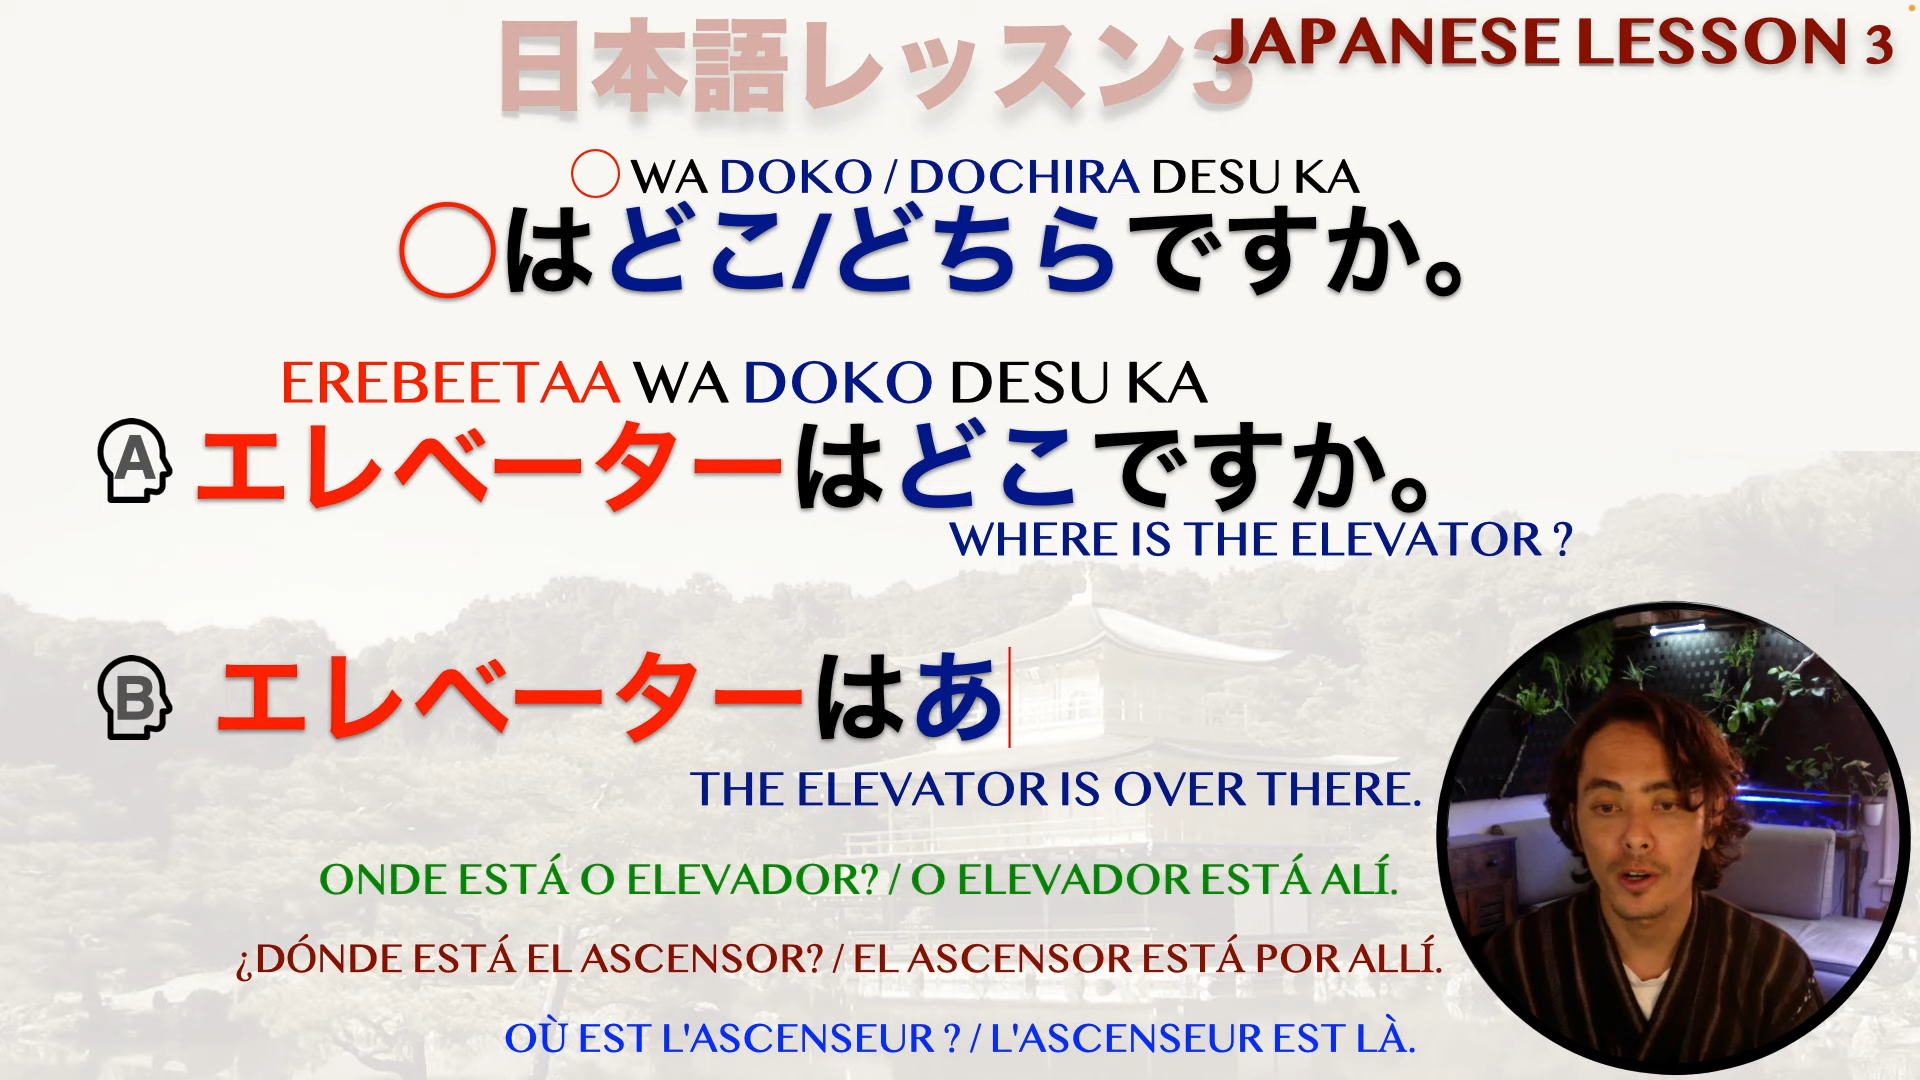 日本語レッスン3
JAPANESE LESSON 3
◯ WA DOKO / DOCHIRA DESU KA
◯はどこ/どちらですか。
EREBEETAA WA DOKO DESU KA
A エレベーターはどこですか。
WHERE IS THE ELEVATOR ?
B エレベーターはあ
THE ELEVATOR IS OVER THERE.
ONDE ESTÁ O ELEVADOR? / O ELEVADOR ESTÁ ALÍ.
¿DÓNDE ESTÁ EL ASCENSOR? / EL ASCENSOR ESTÁ POR ALLÍ.
OÙ EST L'ASCENSEUR ? / L'ASCENSEUR EST LÀ.